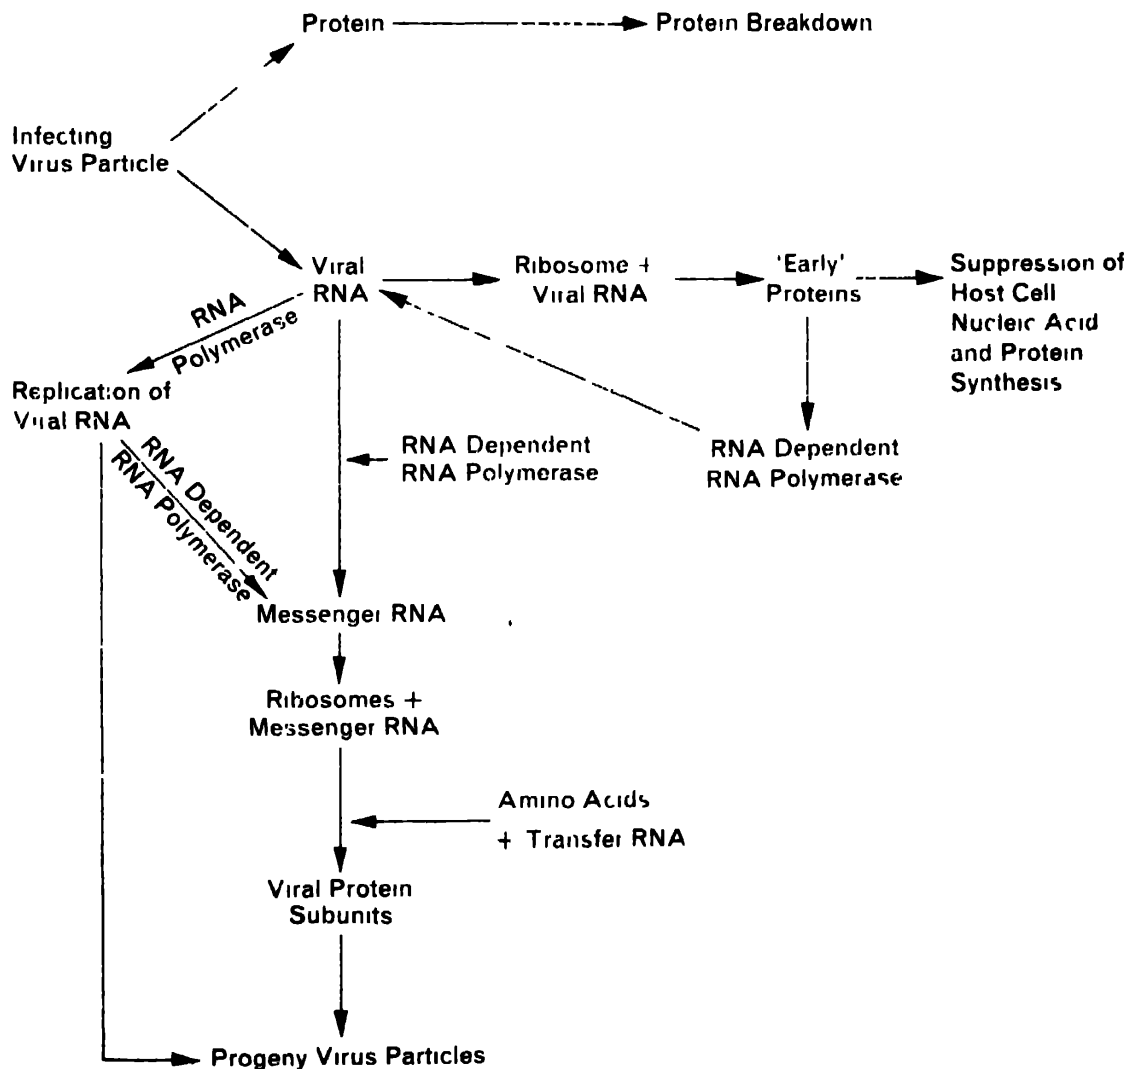 Protein
Protein Breakdown
Infecting
Virus Particle
Viral
RNA
Ribosome +
Viral RNA
'Early'
Proteins
Suppression of
Host Cell
Nucleic Acid
and Protein
Synthesis
RNA
Polymerase
Replication of
Viral RNA
RNA Dependent
RNA Polymerase
RNA Dependent
RNA Polymerase
RNA Dependent
RNA Polymerase
Messenger RNA
Ribosomes +
Messenger RNA
Amino Acids
+ Transfer RNA
Viral Protein
Subunits
Progeny Virus Particles